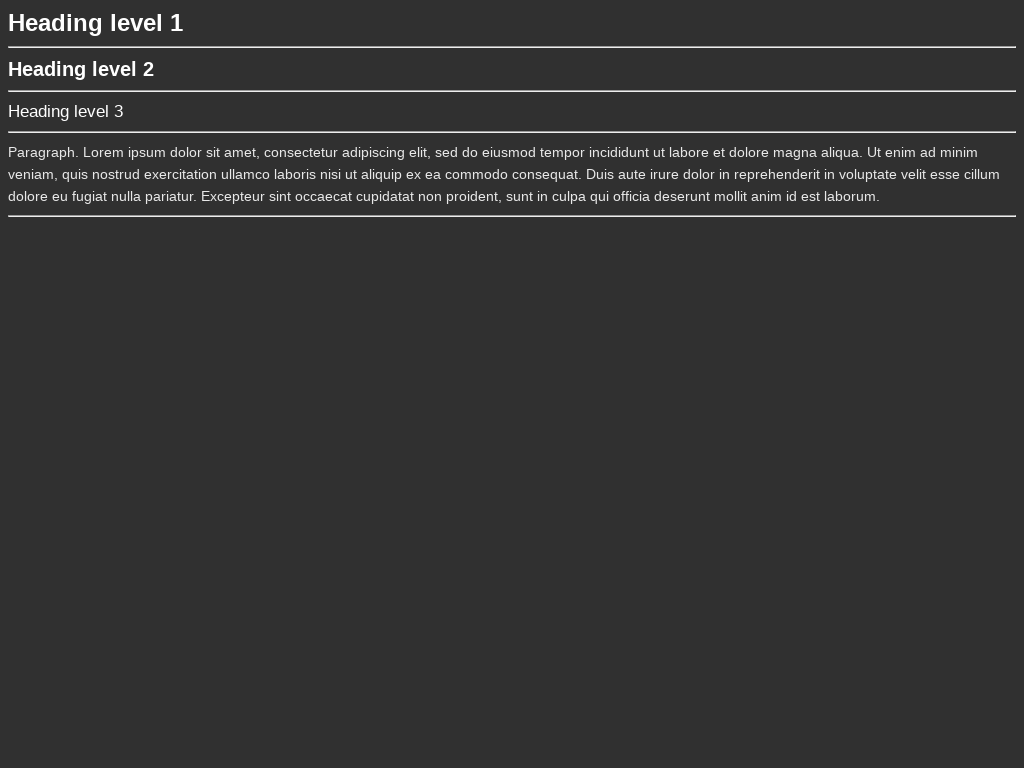 Heading level 1
Heading level 2
Heading level 3
Paragraph. Lorem ipsum dolor sit amet, consectetur adipiscing elit, sed do eiusmod tempor incididunt ut labore et dolore magna aliqua. Ut enim ad minim
veniam, quis nostrud exercitation ullamco laboris nisi ut aliquip ex ea commodo consequat. Duis aute irure dolor in reprehenderit in voluptate velit esse cillum
dolore eu fugiat nulla pariatur. Excepteur sint occaecat cupidatat non proident, sunt in culpa qui officia deserunt mollit anim id est laborum.